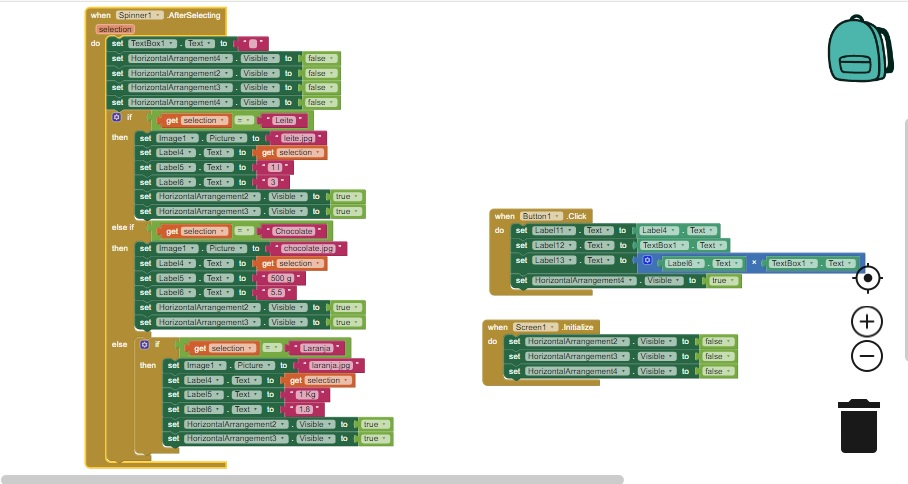 when Spinner1 .AfterSelecting
selection
do set TextBox1 . Text to " "
set HorizontalArrangement4 . Visible to false
set HorizontalArrangement2 . Visible to false
set HorizontalArrangement3 . Visible to false
set HorizontalArrangement4 . Visible to false
if get selection = " Leite "
then set Image1 . Picture to " leite.jpg "
set Label4 . Text to get selection
set Label5 . Text to " 1 l "
set Label6 . Text to " 3 "
set HorizontalArrangement2 . Visible to true
set HorizontalArrangement3 . Visible to true
else if get selection = " Chocolate "
then set Image1 . Picture to " chocolate.jpg "
set Label4 . Text to get selection
set Label5 . Text to " 500 g "
set Label6 . Text to " 5.5 "
set HorizontalArrangement2 . Visible to true
set HorizontalArrangement3 . Visible to true
else if get selection = " Laranja "
then set Image1 . Picture to " laranja.jpg "
set Label4 . Text to get selection
set Label5 . Text to " 1 Kg "
set Label6 . Text to " 1.6 "
set HorizontalArrangement2 . Visible to true
set HorizontalArrangement3 . Visible to true
when Button1 .Click
do set Label11 . Text to Label4 . Text
set Label12 . Text to TextBox1 . Text
set Label13 . Text to Label6 . Text × TextBox1 . Text
set HorizontalArrangement4 . Visible to true
when Screen1 .Initialize
do set HorizontalArrangement2 . Visible to false
set HorizontalArrangement3 . Visible to false
set HorizontalArrangement4 . Visible to false